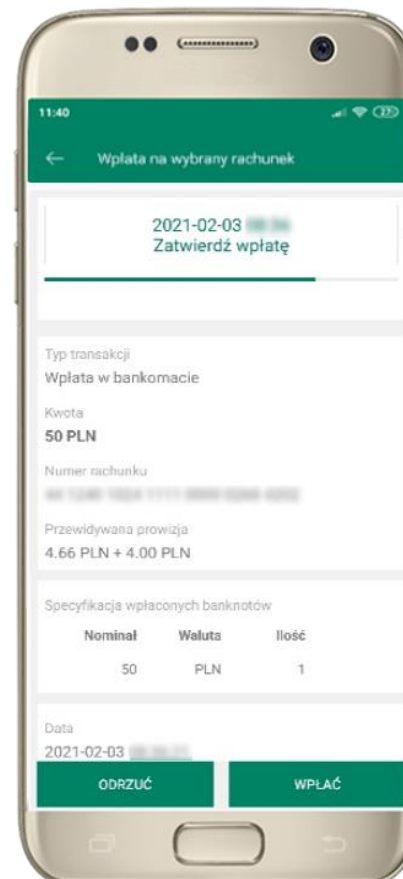 11:40
Wpłata na wybrany rachunek
2021-02-03
Zatwierdź wpłatę
Typ transakcji
Wpłata w bankomacie
Kwota
50 PLN
Numer rachunku
Przewidywana prowizja
4.66 PLN + 4.00 PLN
Specyfikacja wpłaconych banknotów
Nominał Waluta Ilość
50 PLN 1
Data
2021-02-03
ODRZUĆ WPŁAĆ